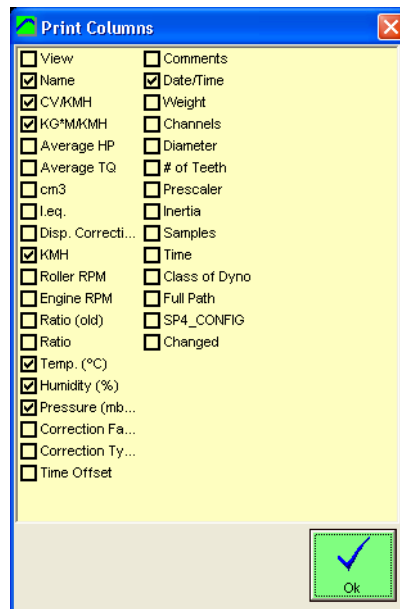 Print Columns
View
Name
CV/KMH
KG*M/KMH
Average HP
Average TQ
cm3
I.eq.
Disp. Correcti...
KMH
Roller RPM
Engine RPM
Ratio (old)
Ratio
Temp. (°C)
Humidity (%)
Pressure (mb...
Correction Fa...
Correction Ty...
Time Offset
Comments
Date/Time
Weight
Channels
Diameter
# of Teeth
Prescaler
Inertia
Samples
Time
Class of Dyno
Full Path
SP4_CONFIG
Changed
Ok